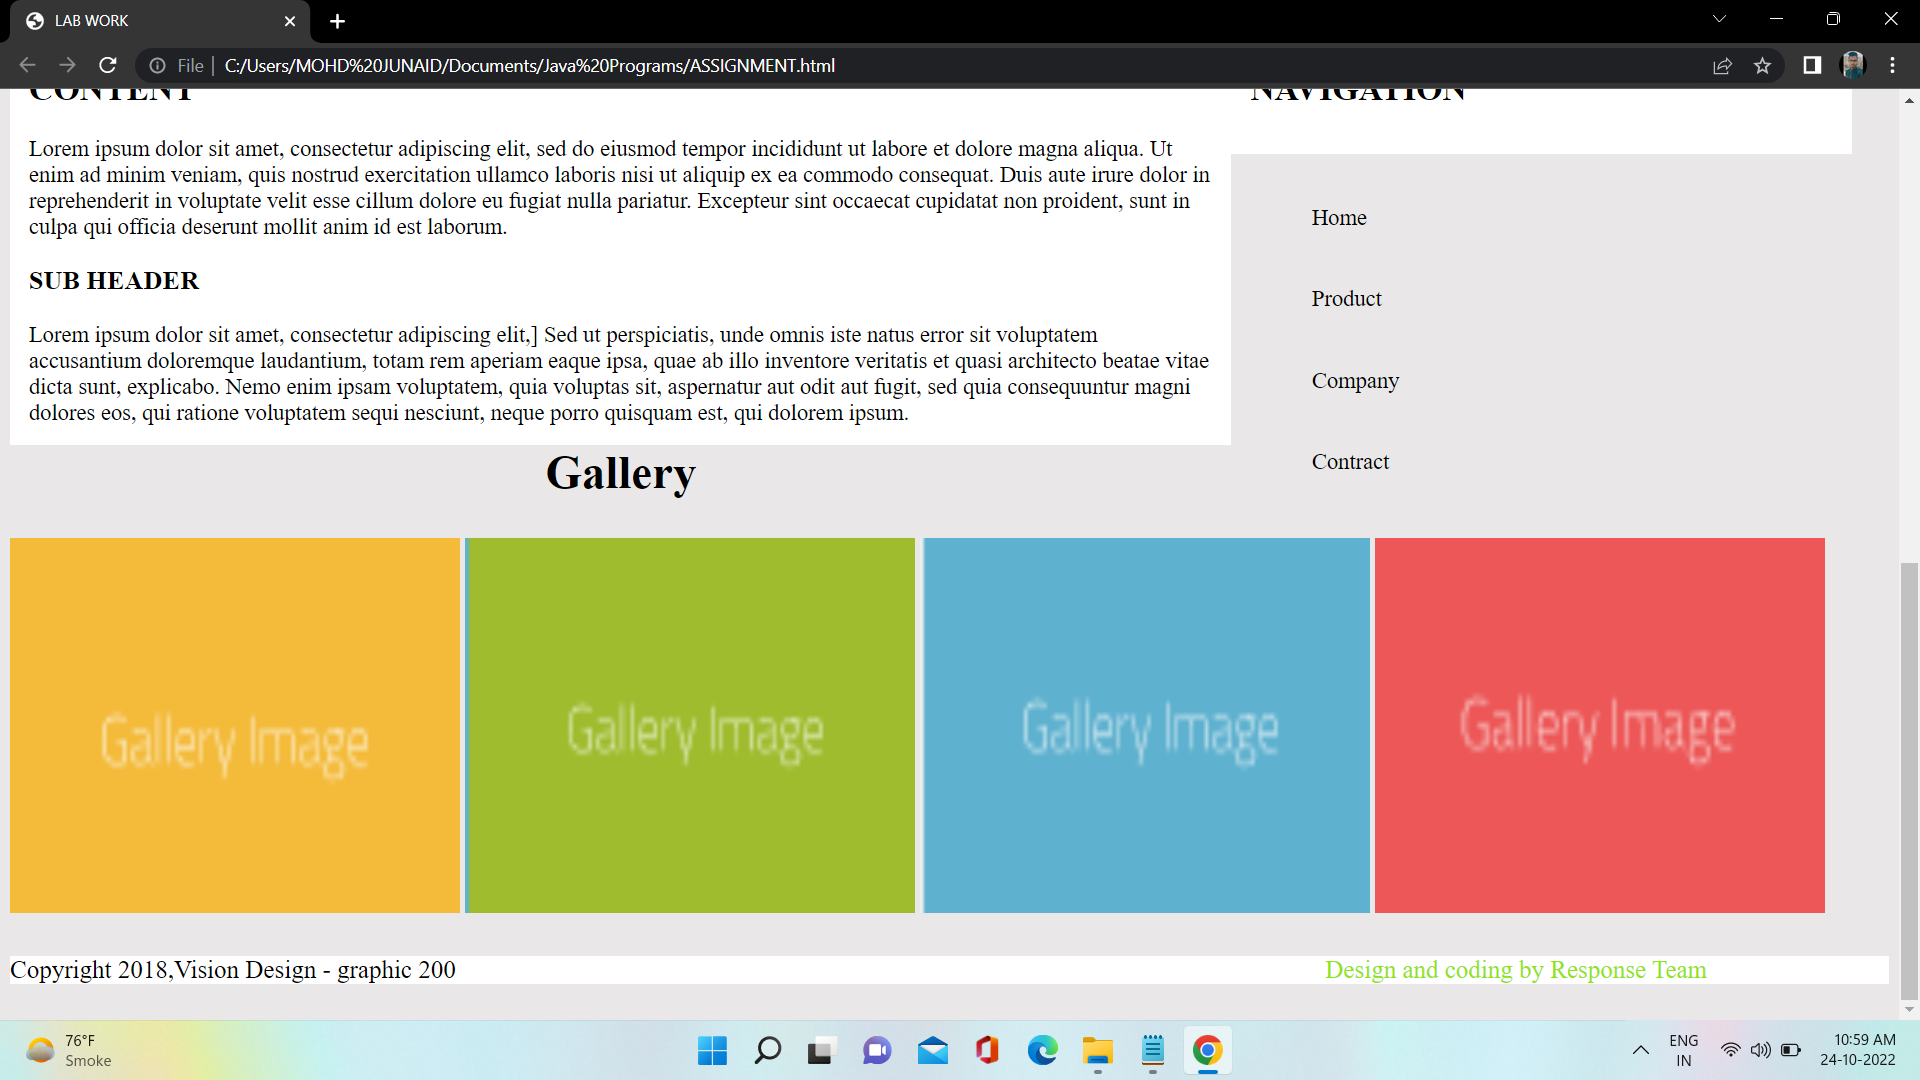 LAB WORK
File
C:/Users/MOHD%20JUNAID/Documents/Java%20Programs/ASSIGNMENT.html
CONTENT
NAVIGATION
Lorem ipsum dolor sit amet, consectetur adipiscing elit, sed do eiusmod tempor incididunt ut labore et dolore magna aliqua. Ut
enim ad minim veniam, quis nostrud exercitation ullamco laboris nisi ut aliquip ex ea commodo consequat. Duis aute irure dolor in
reprehenderit in voluptate velit esse cillum dolore eu fugiat nulla pariatur. Excepteur sint occaecat cupidatat non proident, sunt in
culpa qui officia deserunt mollit anim id est laborum.
SUB HEADER
Lorem ipsum dolor sit amet, consectetur adipiscing elit,] Sed ut perspiciatis, unde omnis iste natus error sit voluptatem
accusantium doloremque laudantium, totam rem aperiam eaque ipsa, quae ab illo inventore veritatis et quasi architecto beatae vitae
dicta sunt, explicabo. Nemo enim ipsam voluptatem, quia voluptas sit, aspernatur aut odit aut fugit, sed quia consequuntur magni
dolores eos, qui ratione voluptatem sequi nesciunt, neque porro quisquam est, qui dolorem ipsum.
Home
Product
Company
Contract
Gallery
Gallery Image
Gallery Image
Gallery Image
Gallery Image
Copyright 2018,Vision Design - graphic 200
Design and coding by Response Team
76°F
Smoke
ENG
IN
10:59 AM
24-10-2022